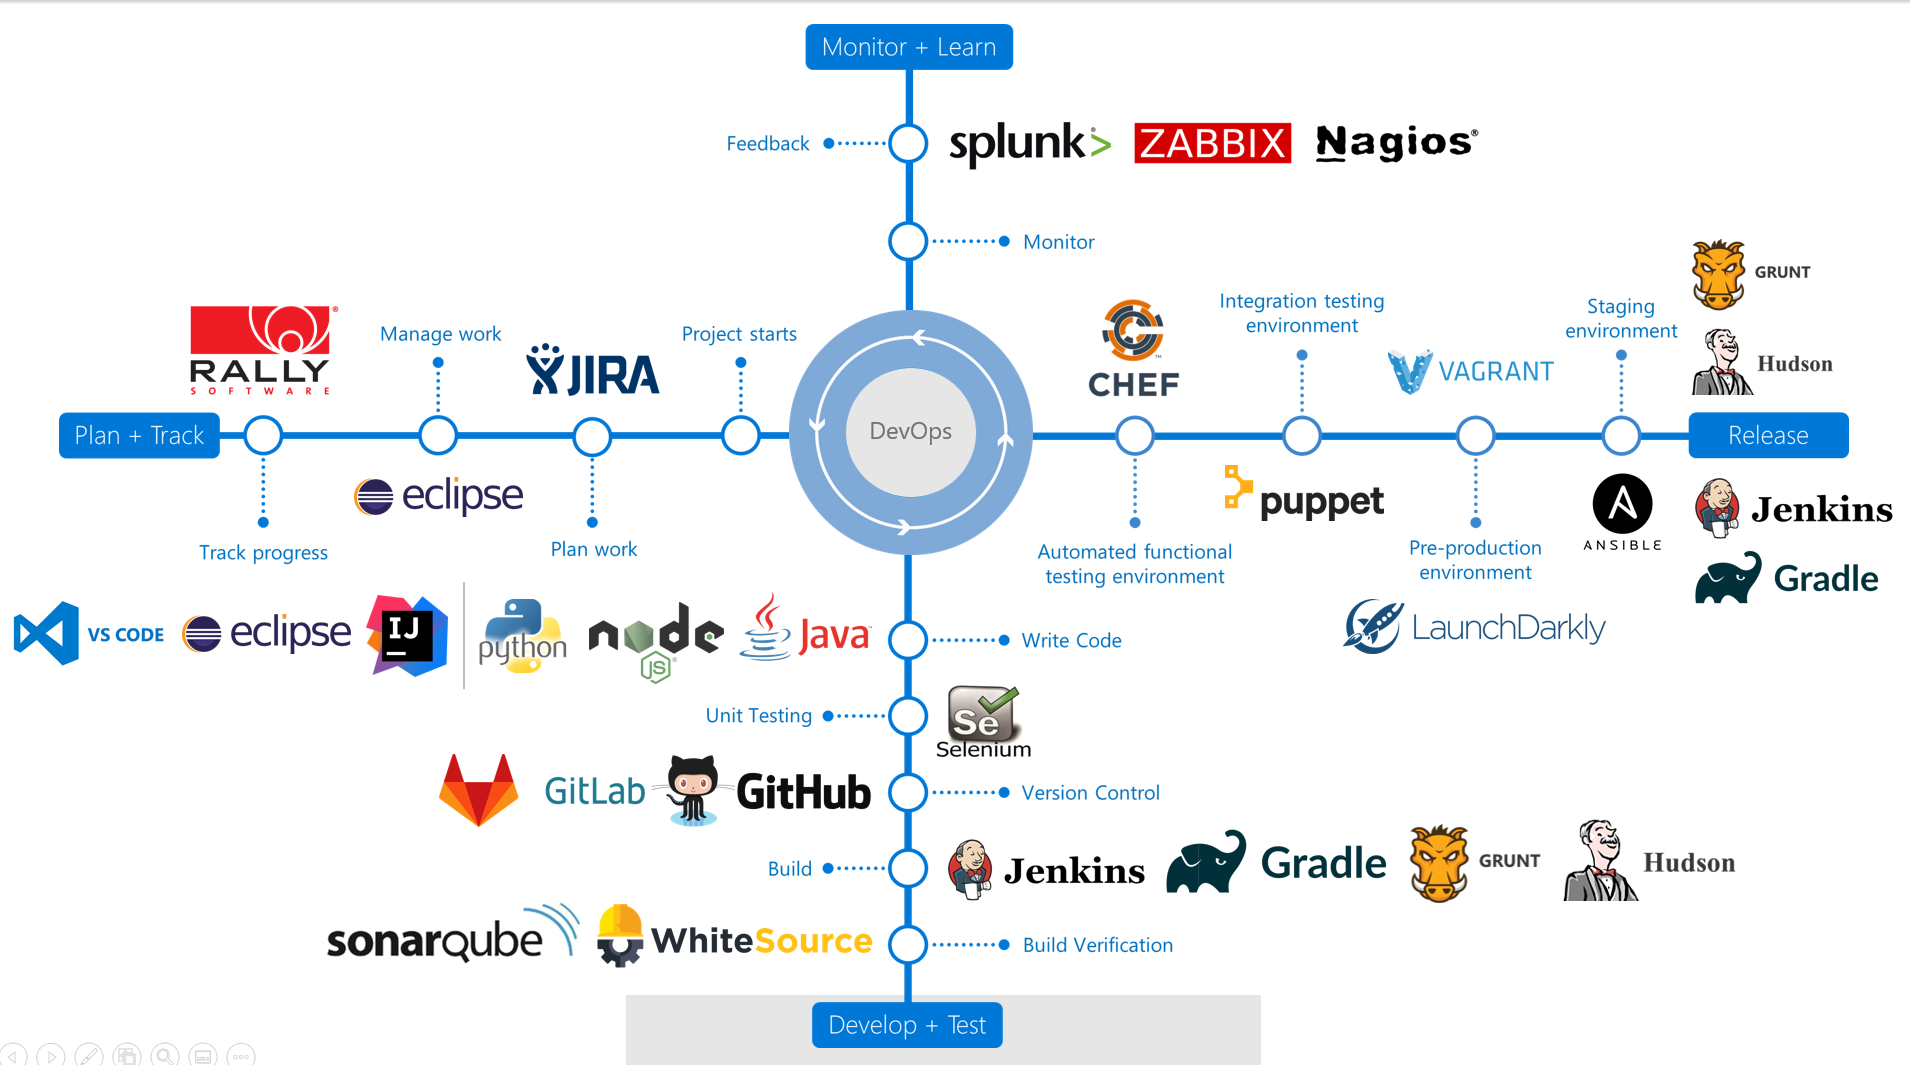 Monitor + Learn
Feedback
splunk>
ZABBIX
Nagios®
Monitor
RALLY
SOFTWARE
Manage work
JIRA
Project starts
CHEF
Integration testing
environment
VAGRANT
Staging
environment
GRUNT
Hudson
Plan + Track
DevOps
Release
eclipse
puppet
ANSIBLE
Jenkins
Gradle
Track progress
Plan work
Automated functional
testing environment
Pre-production
environment
LaunchDarkly
VS CODE
eclipse
IJ
python
node
JS
Java
Write Code
Unit Testing
Se
Selenium
GitLab
GitHub
Version Control
Build
Jenkins
Gradle
GRUNT
Hudson
sonarqube
WhiteSource
Build Verification
Develop + Test